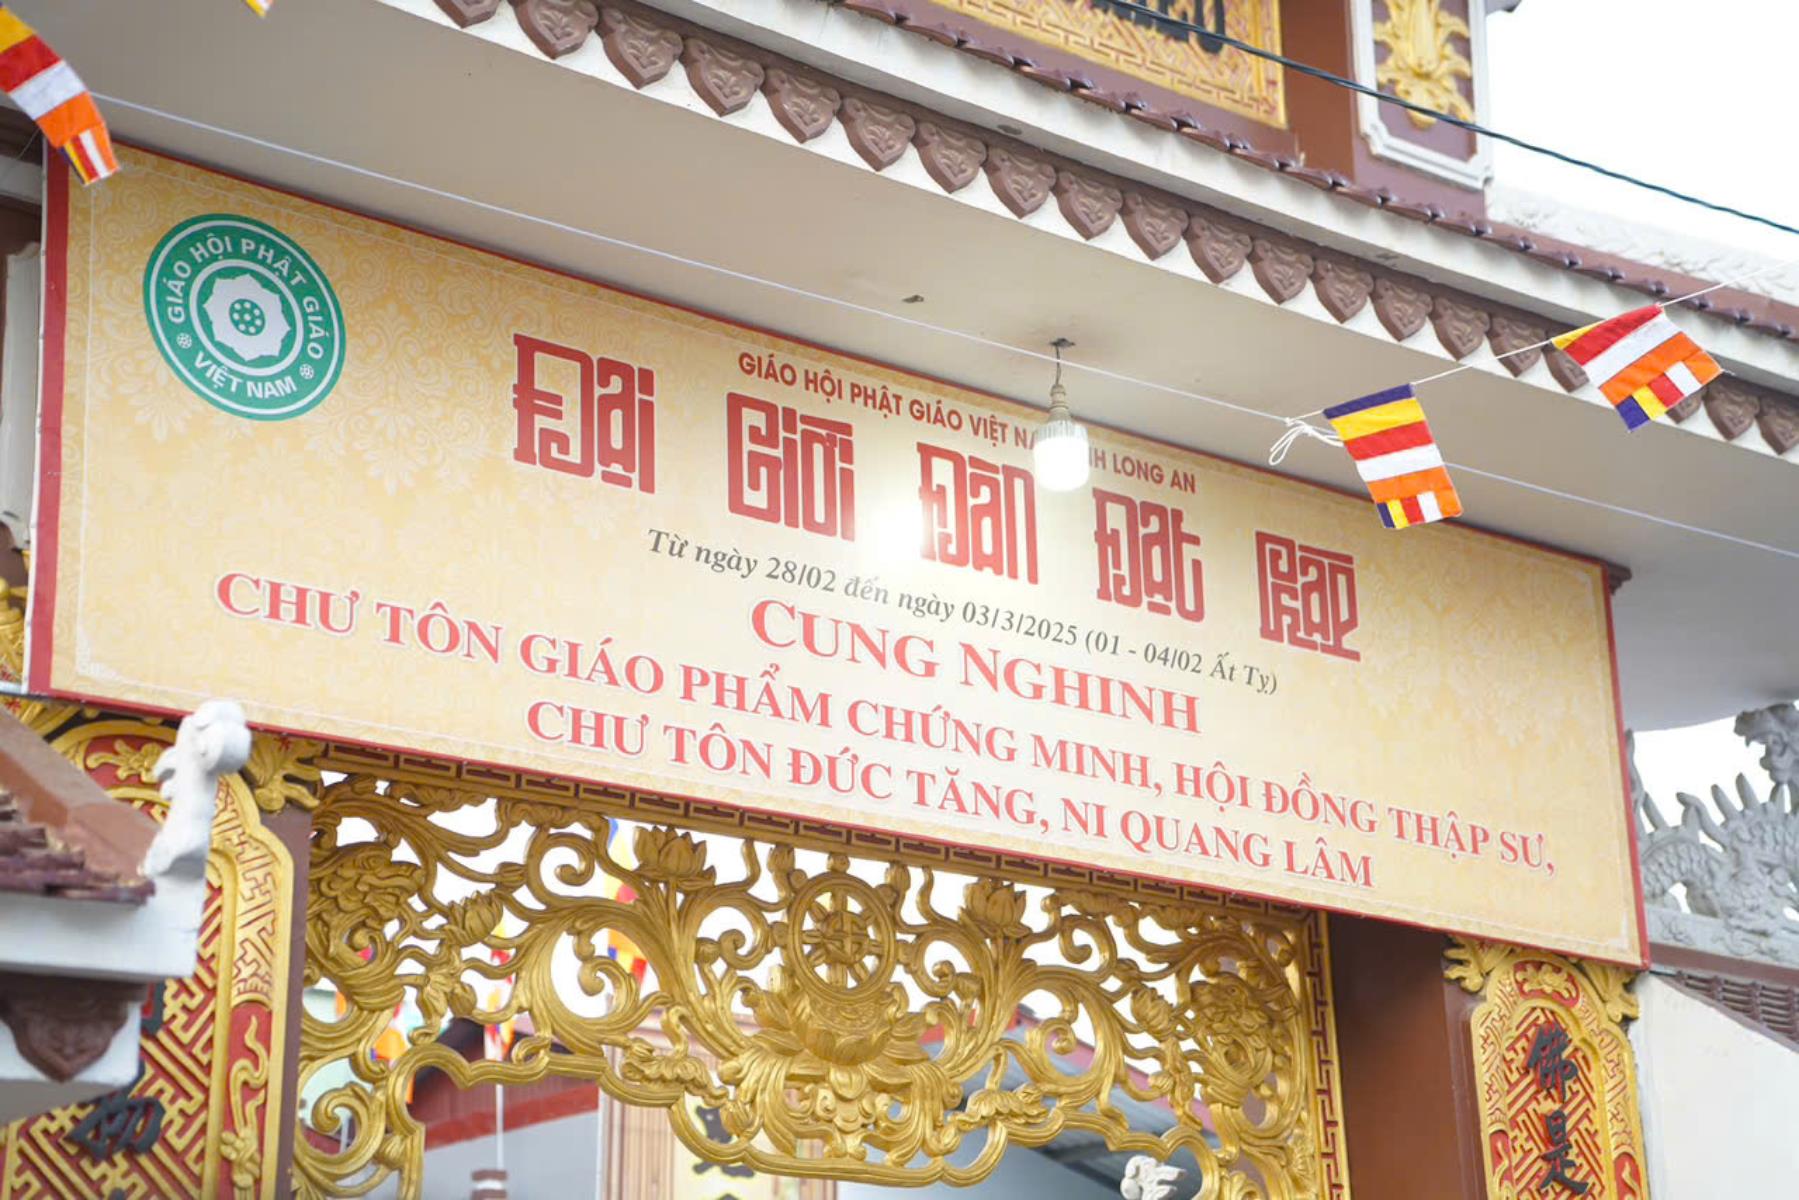 GIÁO HỘI PHẬT GIÁO
VIỆT NAM
GIÁO HỘI PHẬT GIÁO VIỆT LONG AN
Đại Giới Đàn Đạt Pháp
Từ ngày 28/02 đến ngày 03/3/2025 (01 - 04/02 Ất Tỵ)
CUNG NGHINH
CHƯ TÔN GIÁO PHẨM CHỨNG MINH, HỘI ĐỒNG THẬP SƯ,
CHƯ TÔN ĐỨC TĂNG, NI QUANG LÂM
佛
是